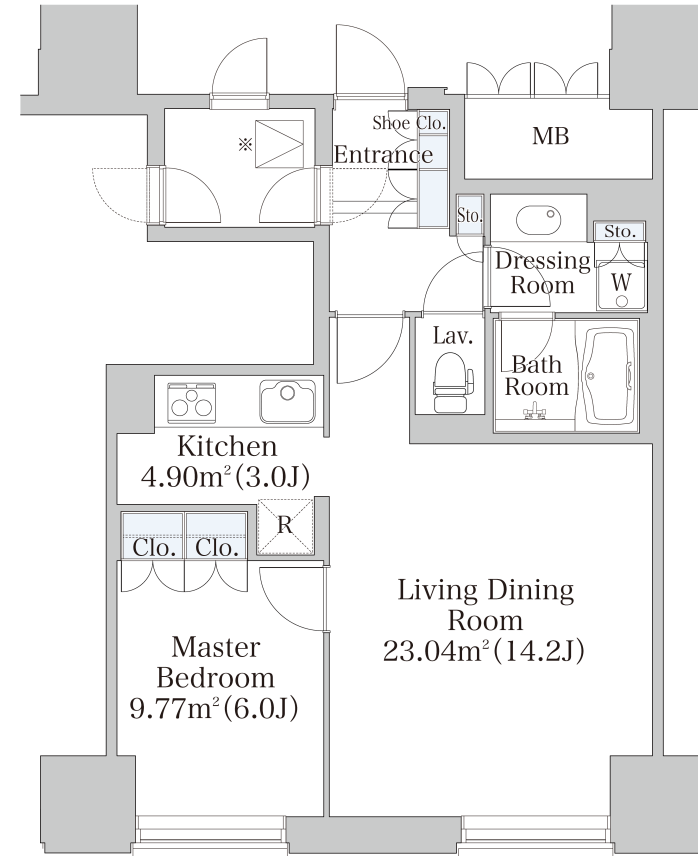 Shoe Clo.
※
Entrance
MB
Sto.
Sto.
Dressing
Room
W
Lav.
Bath
Room
Kitchen
4.90m²(3.0J)
R
Clo.
Clo.
Living Dining
Room
23.04m²(14.2J)
Master
Bedroom
9.77m²(6.0J)